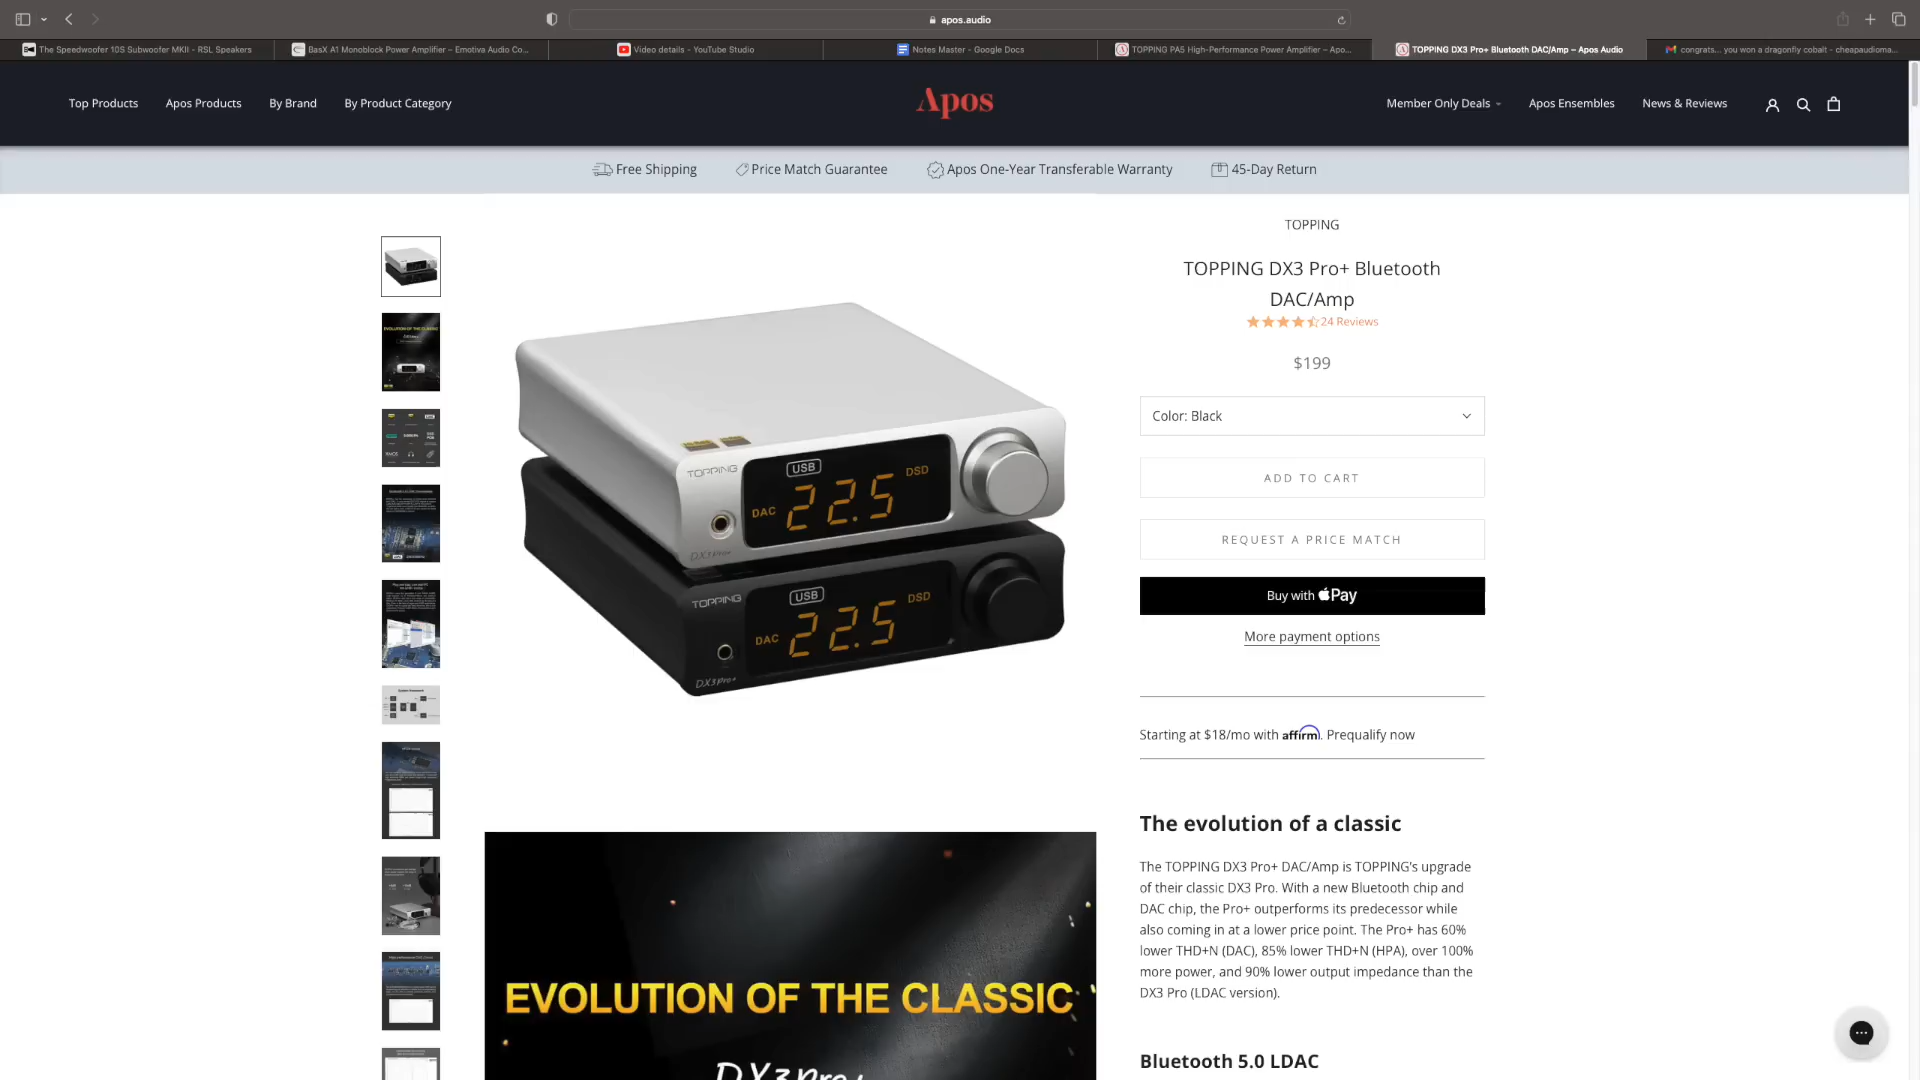 apos.audio
The Speedwoofer 10S Subwoofer MKII - RSL Speakers
BasX A1 Monoblock Power Amplifier – Emotiva Audio Co...
Video details - YouTube Studio
Notes Master - Google Docs
TOPPING PA5 High-Performance Power Amplifier – Apo...
TOPPING DX3 Pro+ Bluetooth DAC/Amp – Apos Audio
congrats... you won a dragonfly cobalt - cheapaudioma...
Top Products
Apos Products
By Brand
By Product Category
Apos
Member Only Deals
Apos Ensembles
News & Reviews
Free Shipping
Price Match Guarantee
Apos One-Year Transferable Warranty
45-Day Return
TOPPING
TOPPING DX3 Pro+ Bluetooth
DAC/Amp
24 Reviews
$199
Color: Black
ADD TO CART
REQUEST A PRICE MATCH
Buy with Pay
More payment options
Starting at $18/mo with affirm. Prequalify now
The evolution of a classic
The TOPPING DX3 Pro+ DAC/Amp is TOPPING's upgrade
of their classic DX3 Pro. With a new Bluetooth chip and
DAC chip, the Pro+ outperforms its predecessor while
also coming in at a lower price point. The Pro+ has 60%
lower THD+N (DAC), 85% lower THD+N (HPA), over 100%
more power, and 90% lower output impedance than the
DX3 Pro (LDAC version).
Bluetooth 5.0 LDAC
TOPPING
USB
DSD
DAC
22.5
DX3Pro+
TOPPING
USB
DSD
DAC
22.5
DX3Pro+
EVOLUTION OF THE CLASSIC
DX3Pro+
EVOLUTION OF THE CLASSIC